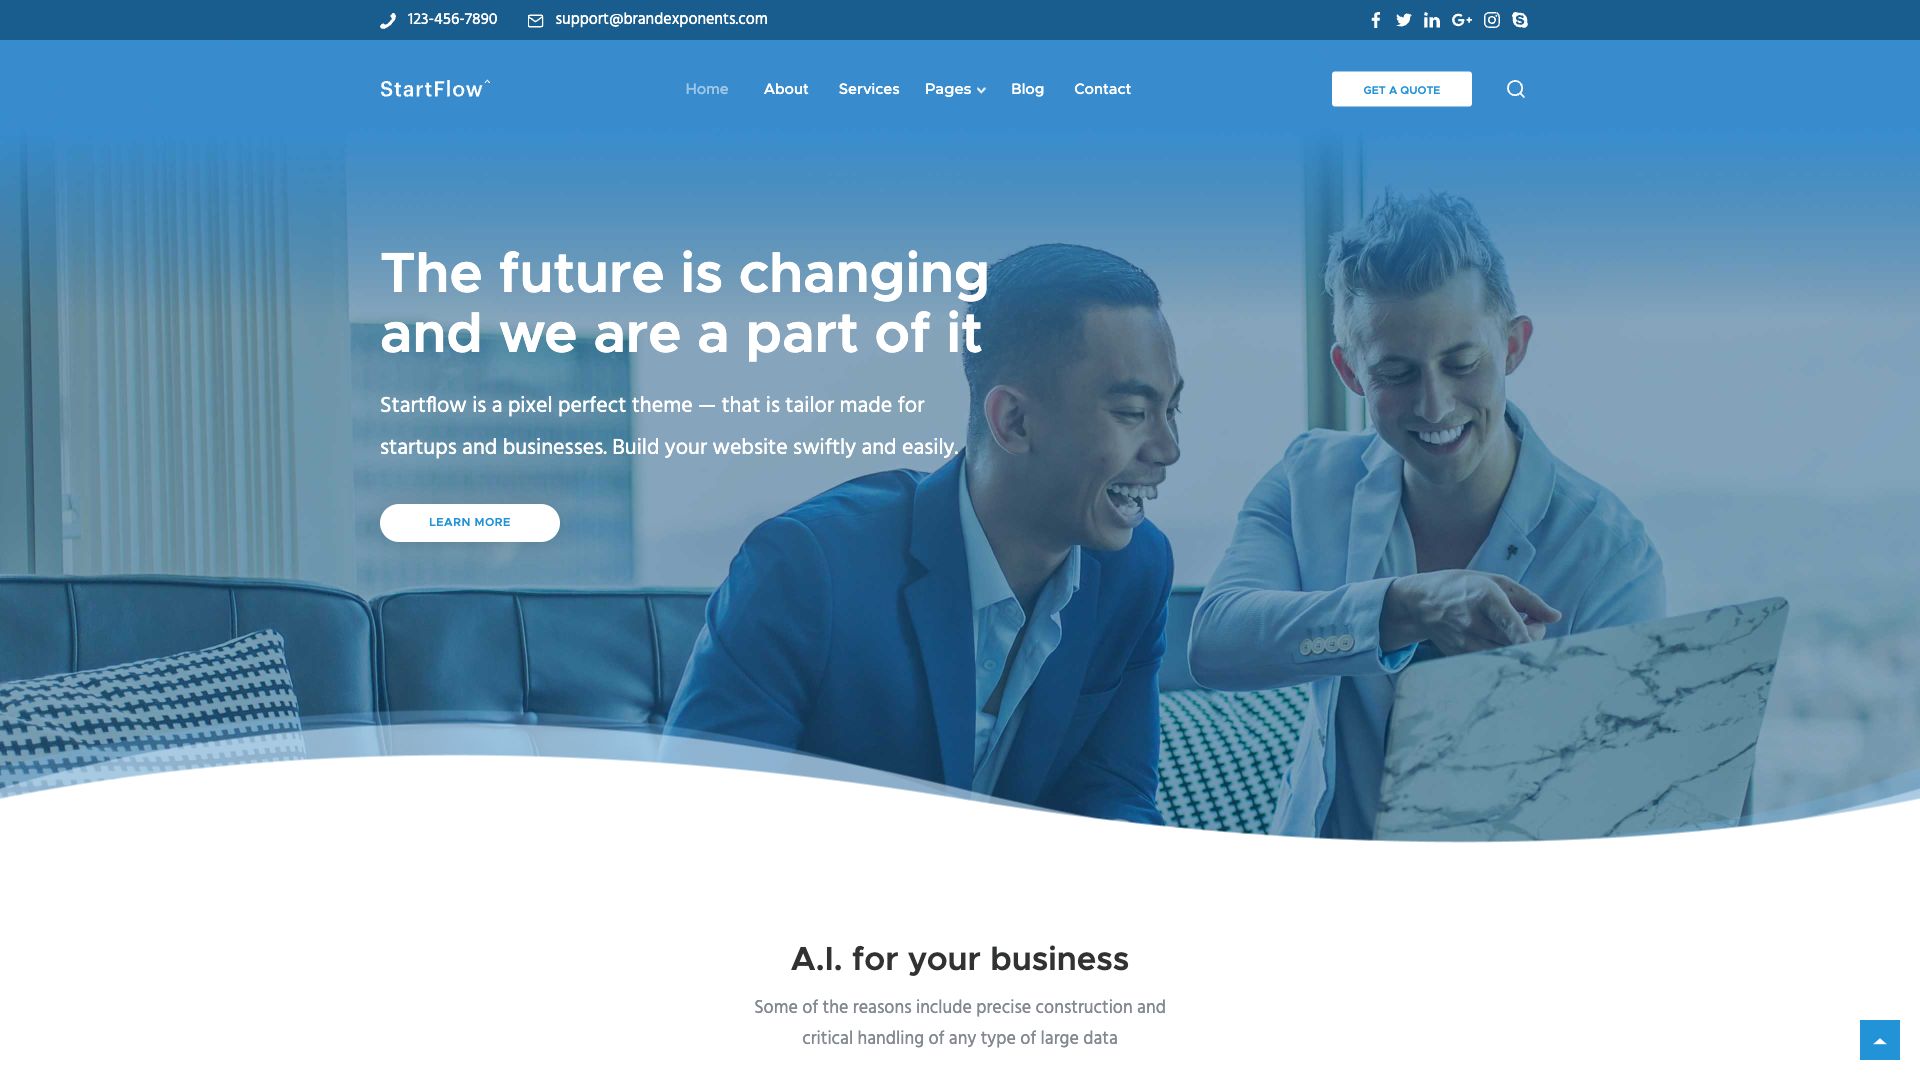 123-456-7890
support@brandexponents.com
StartFlow^
Home
About
Services
Pages
Blog
Contact
GET A QUOTE
The future is changing
and we are a part of it
Startflow is a pixel perfect theme — that is tailor made for
startups and businesses. Build your website swiftly and easily.
LEARN MORE
A.I. for your business
Some of the reasons include precise construction and
critical handling of any type of large data